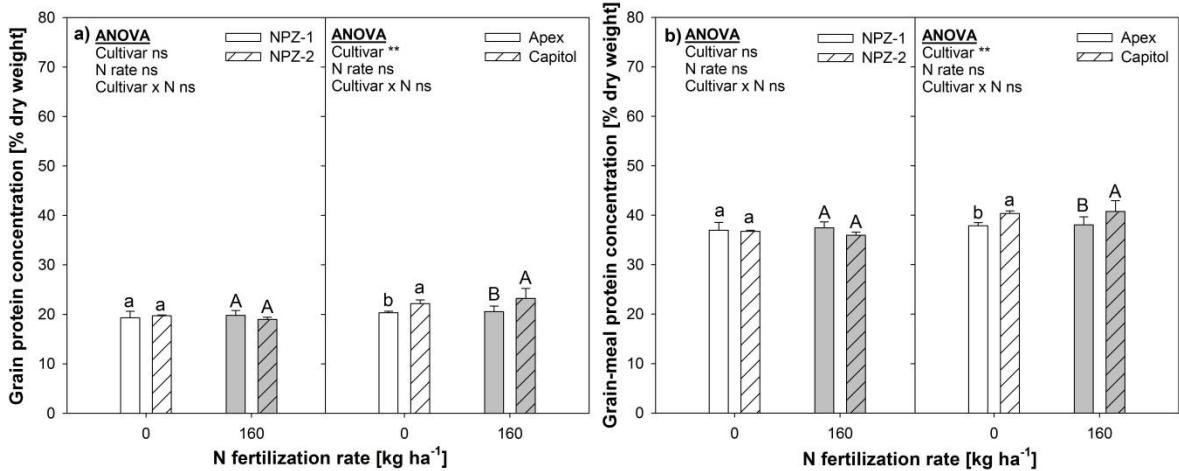 a)
ANOVA
Cultivar ns
N rate ns
Cultivar x N ns
NPZ-1
NPZ-2
ANOVA
Cultivar **
N rate ns
Cultivar x N ns
Apex
Capitol
Grain protein concentration [% dry weight]
80
70
60
50
40
30
20
10
0
a a A A b a B A
0 160 0 160
N fertilization rate [kg ha⁻¹]
b)
ANOVA
Cultivar ns
N rate ns
Cultivar x N ns
NPZ-1
NPZ-2
ANOVA
Cultivar **
N rate ns
Cultivar x N ns
Apex
Capitol
Grain-meal protein concentration [% dry weight]
80
70
60
50
40
30
20
10
0
a a A A b a B A
0 160 0 160
N fertilization rate [kg ha⁻¹]